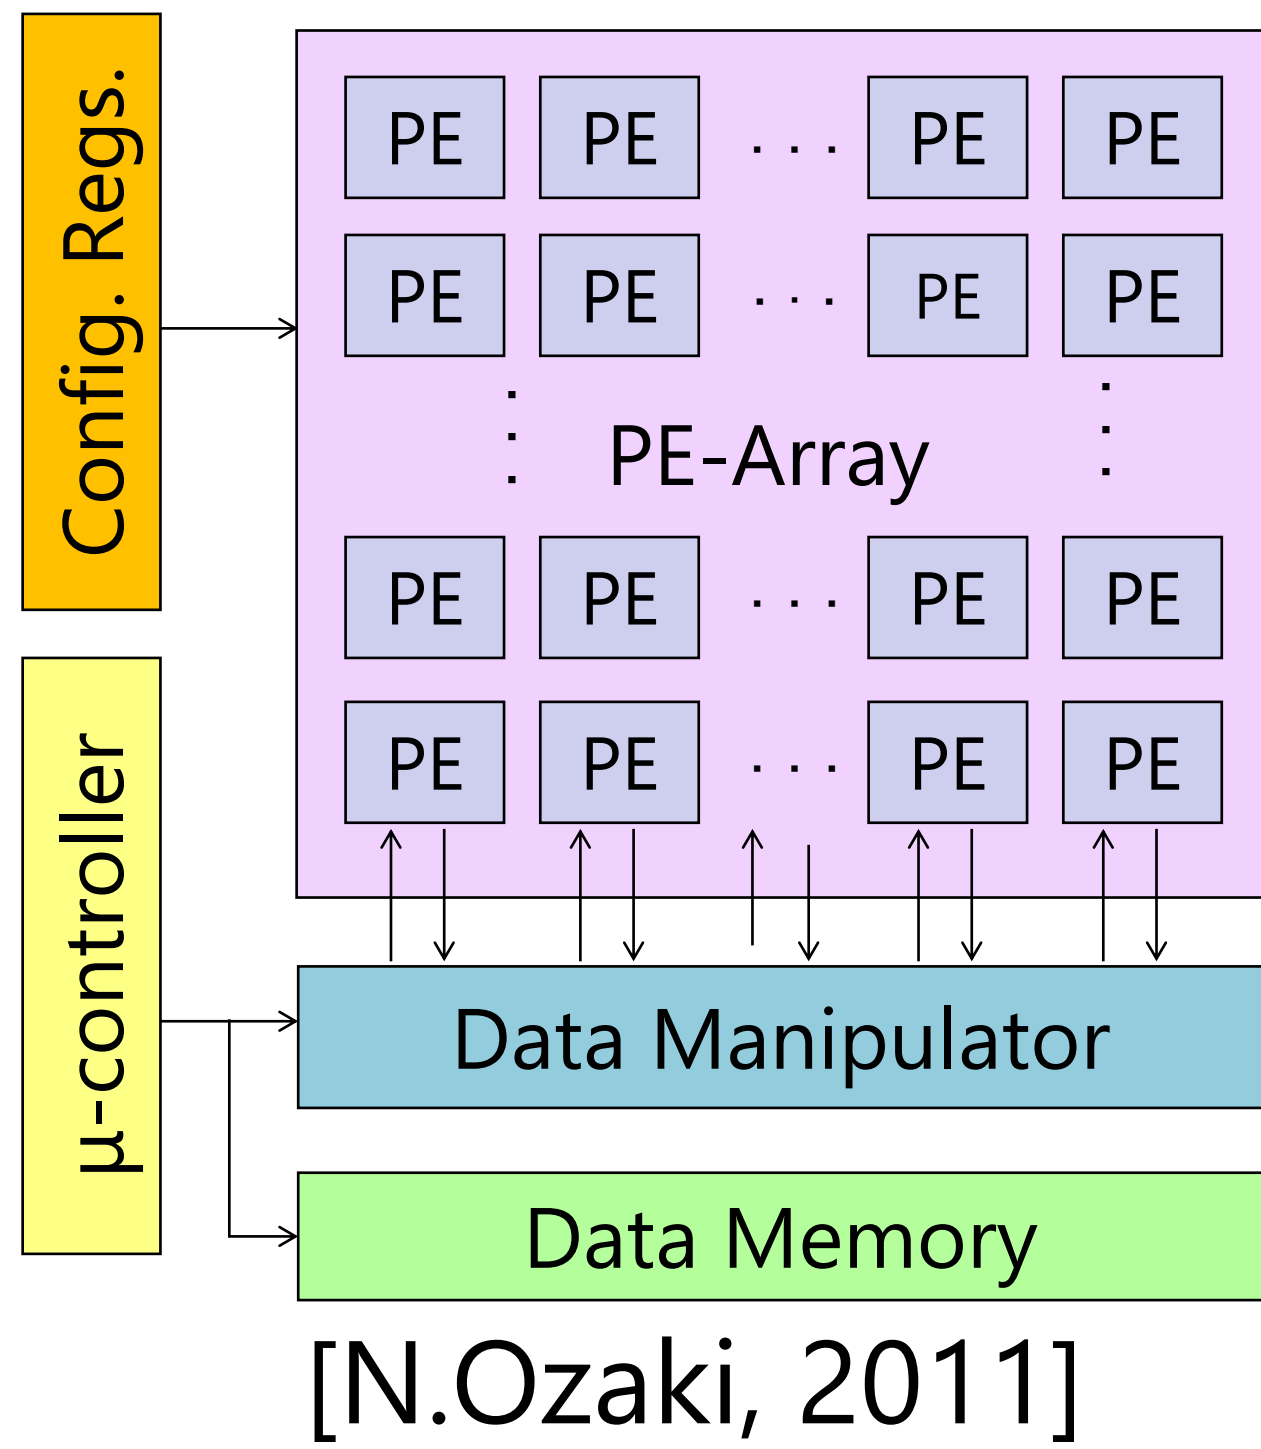 Config. Regs.
PE PE . . . PE PE
PE PE . . . PE PE
PE-Array
PE PE . . . PE PE
PE PE . . . PE PE
μ-controller
Data Manipulator
Data Memory
[N.Ozaki, 2011]